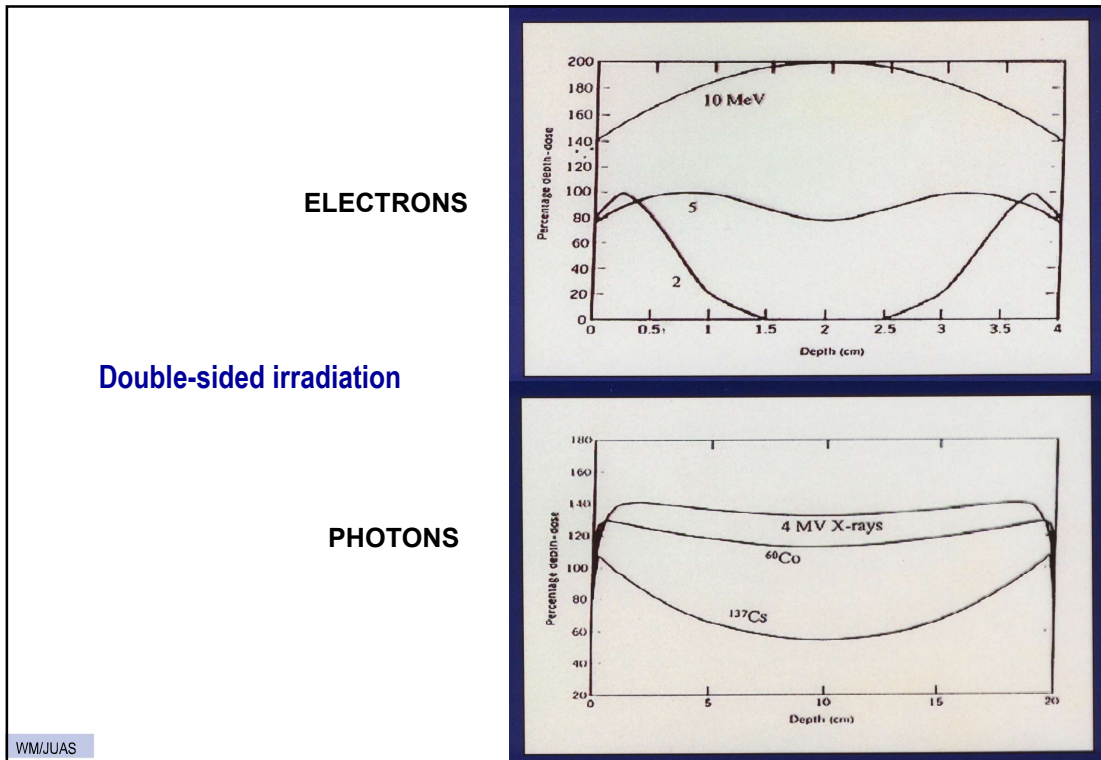 ELECTRONS
Double-sided irradiation
PHOTONS
WM/JUAS
200
180
160
140
120
100
80
60
40
20
0
Percentage depth-dose
10 MeV
5
2
0 0.5 1 1.5 2 2.5 3 3.5 4
Depth (cm)
180
160
140
120
100
80
60
40
20
Percentage depth-dose
4 MV X-rays
⁶⁰Co
¹³⁷Cs
0 5 10 15 20
Depth (cm)